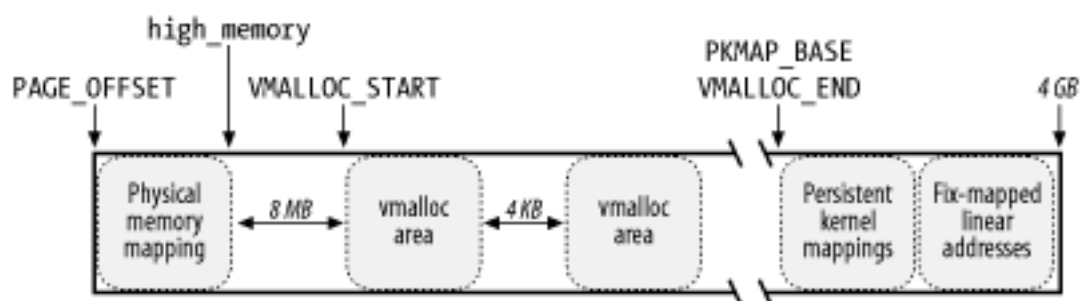 high_memory
PKMAP_BASE
PAGE_OFFSET VMALLOC_START VMALLOC_END 4 GB
Physical
memory
mapping
8 MB
vmalloc
area
4 KB
vmalloc
area
Persistent
kernel
mappings
Fix-mapped
linear
addresses